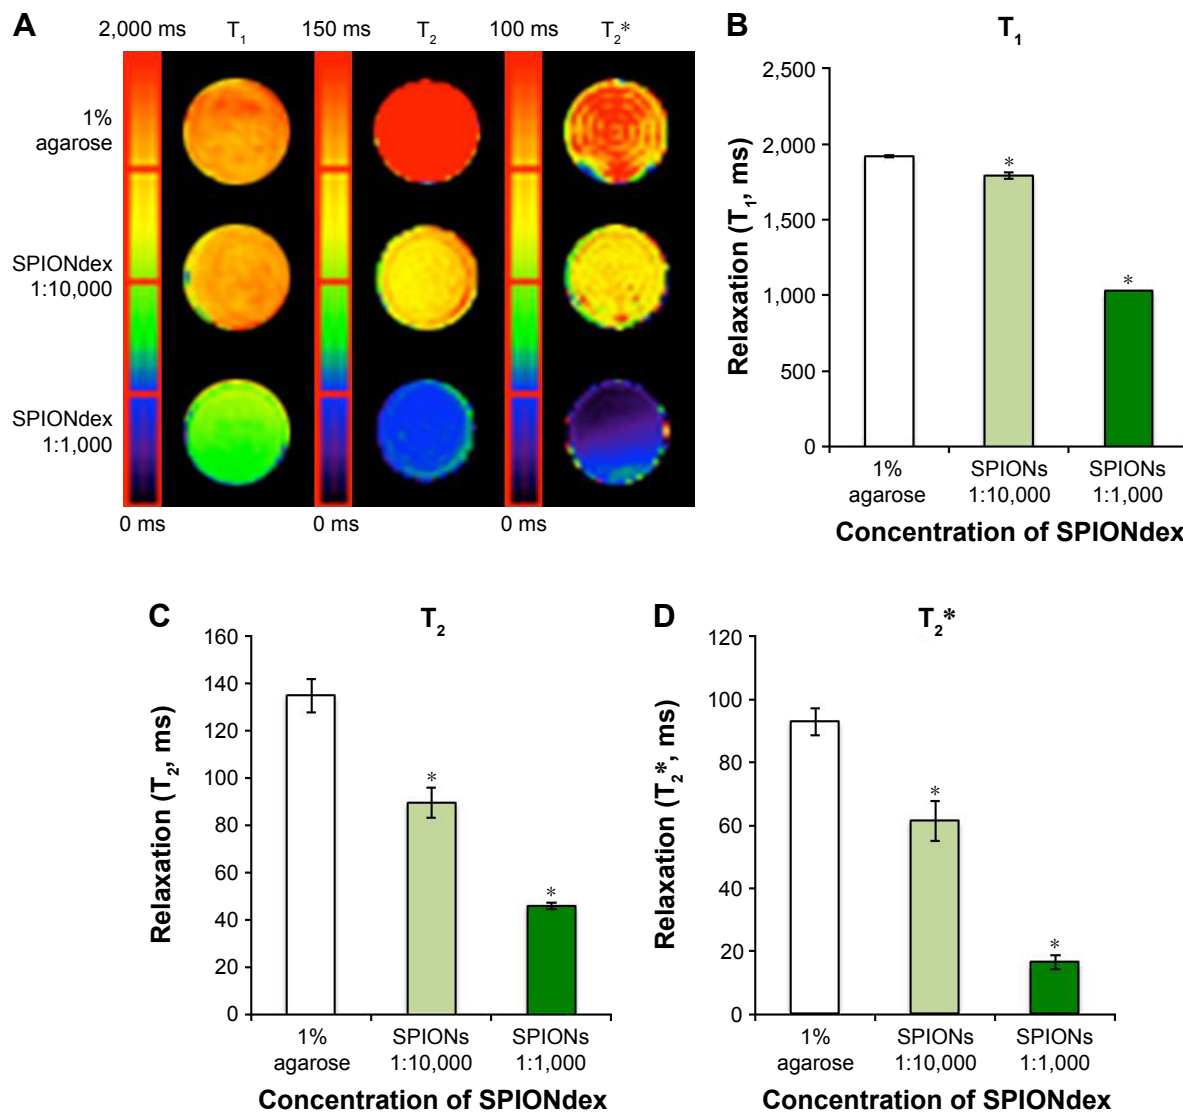 A
2,000 ms T₁ 150 ms T₂ 100 ms T₂*
1%
agarose
SPIONdex
1:10,000
SPIONdex
1:1,000
0 ms 0 ms 0 ms
B
T₁
Relaxation (T₁, ms)
2,500
2,000
1,500
1,000
500
0
*
*
1% SPIONs SPIONs
agarose 1:10,000 1:1,000
Concentration of SPIONdex
C
T₂
Relaxation (T₂, ms)
160
140
120
100
80
60
40
20
0
*
*
1% SPIONs SPIONs
agarose 1:10,000 1:1,000
Concentration of SPIONdex
D
T₂*
Relaxation (T₂*, ms)
120
100
80
60
40
20
0
*
*
1% SPIONs SPIONs
agarose 1:10,000 1:1,000
Concentration of SPIONdex